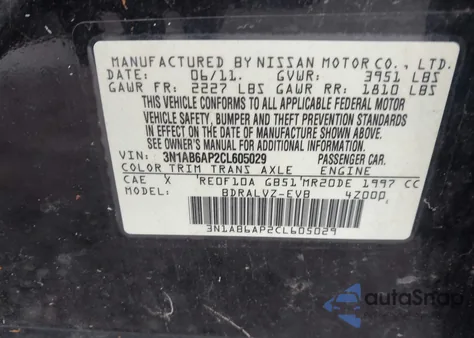 MANUFACTURED BY NISSAN MOTOR CO., LTD.
DATE: 06/11. GVWR: 3951 LBS
GAWR FR: 2227 LBS GAWR RR: 1810 LBS
THIS VEHICLE CONFORMS TO ALL APPLICABLE FEDERAL MOTOR
VEHICLE SAFETY, BUMPER, AND THEFT PREVENTION STANDARDS
IN EFFECT ON THE DATE OF MANUFACTURE SHOWN ABOVE.
SEE OWNER'S MANUAL FOR ADDITIONAL INFORMATION.
VIN: 3N1AB6AP2CL605029 PASSENGER CAR
COLOR TRIM TRANS AXLE ENGINE
CAE X REOF10A GB51 MR20DE 1997 CC
MODEL: BDRALVZ-EVB 4Z000
3N1AB6AP2CL605029
autoSnap